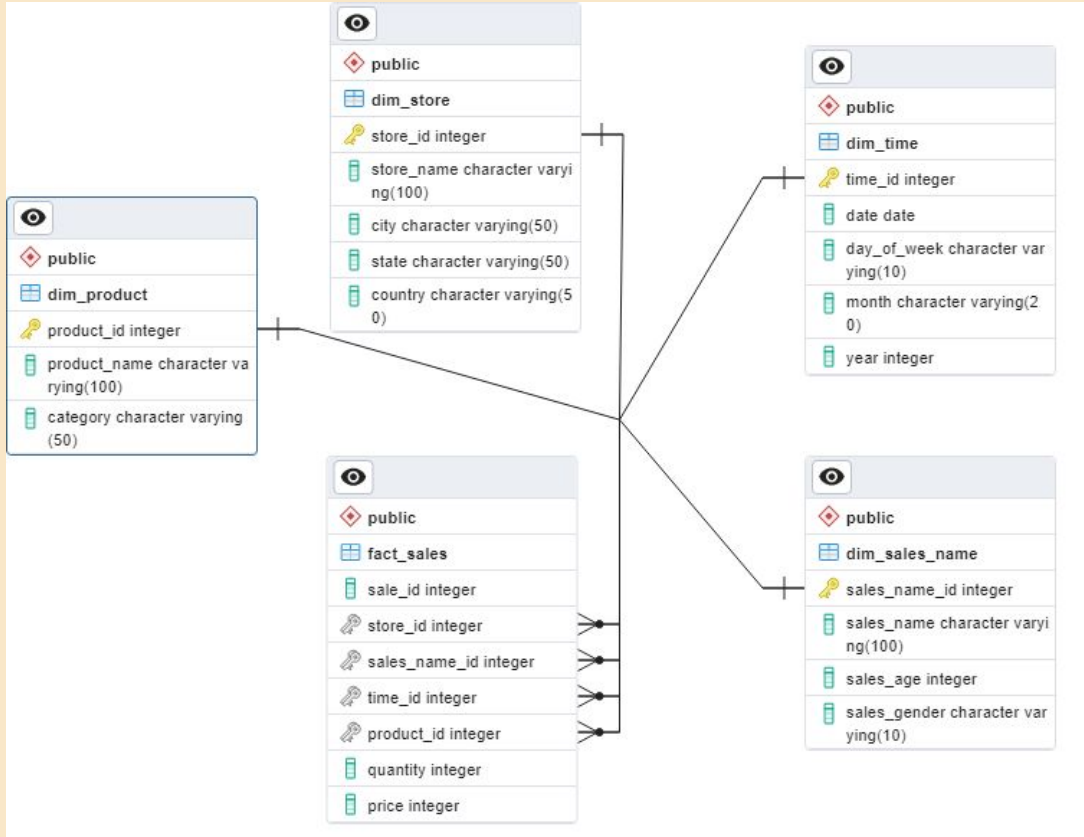 public
dim_store
store_id integer
store_name character varyi
ng(100)
city character varying(50)
state character varying(50)
country character varying(5
0)
public
dim_time
time_id integer
date date
day_of_week character var
ying(10)
month character varying(2
0)
year integer
public
dim_product
product_id integer
product_name character va
rying(100)
category character varying
(50)
public
fact_sales
sale_id integer
store_id integer
sales_name_id integer
time_id integer
product_id integer
quantity integer
price integer
public
dim_sales_name
sales_name_id integer
sales_name character varyi
ng(100)
sales_age integer
sales_gender character var
ying(10)